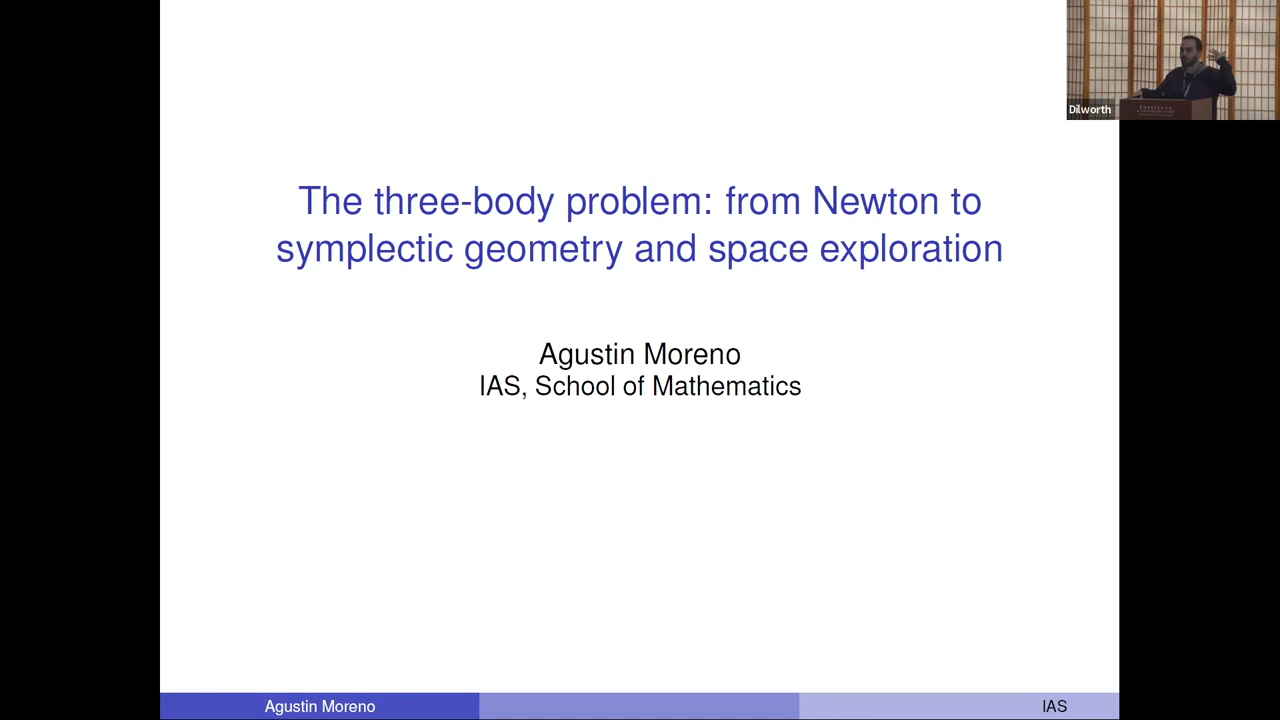 Dilworth
INSTITUTE
The three-body problem: from Newton to
symplectic geometry and space exploration
Agustin Moreno
IAS, School of Mathematics
Agustin Moreno
IAS